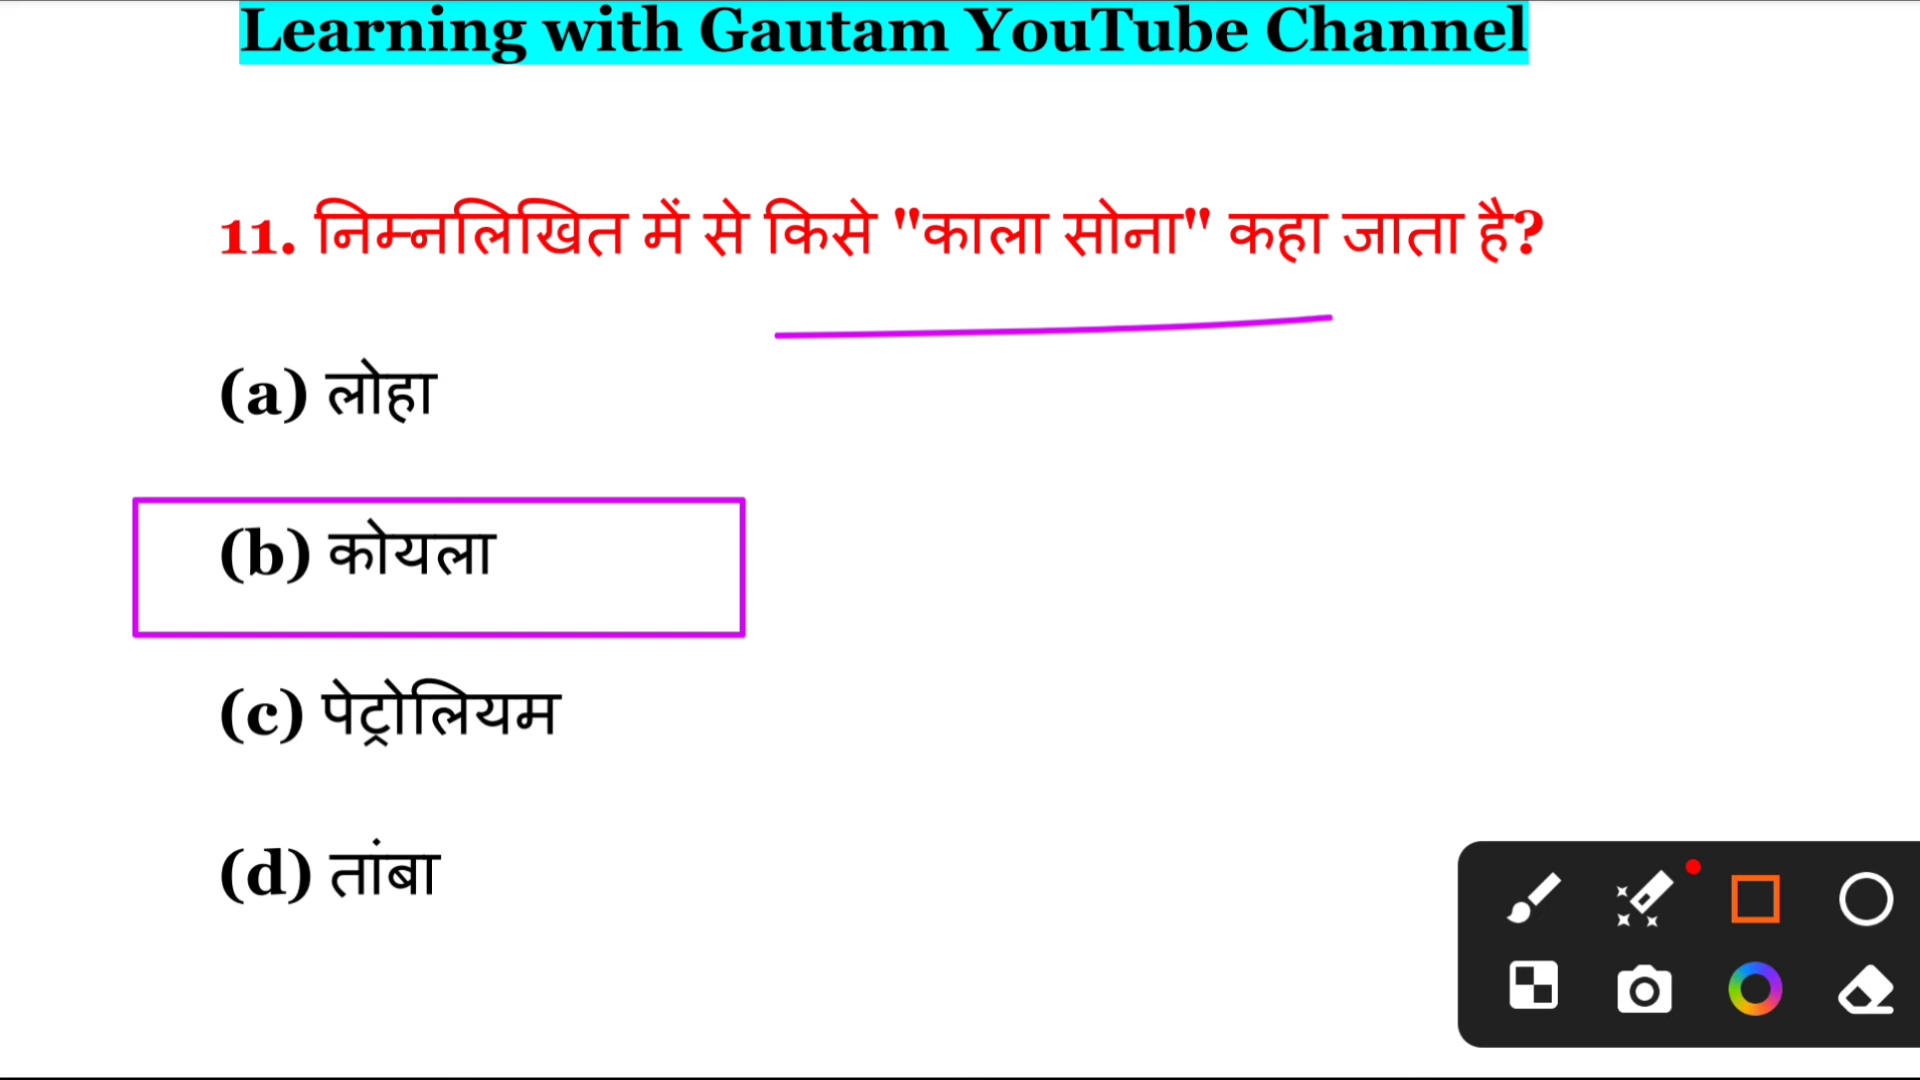 Learning with Gautam YouTube Channel
11. निम्नलिखित में से किसे "काला सोना" कहा जाता है?
(a) लोहा
(b) कोयला
(c) पेट्रोलियम
(d) तांबा